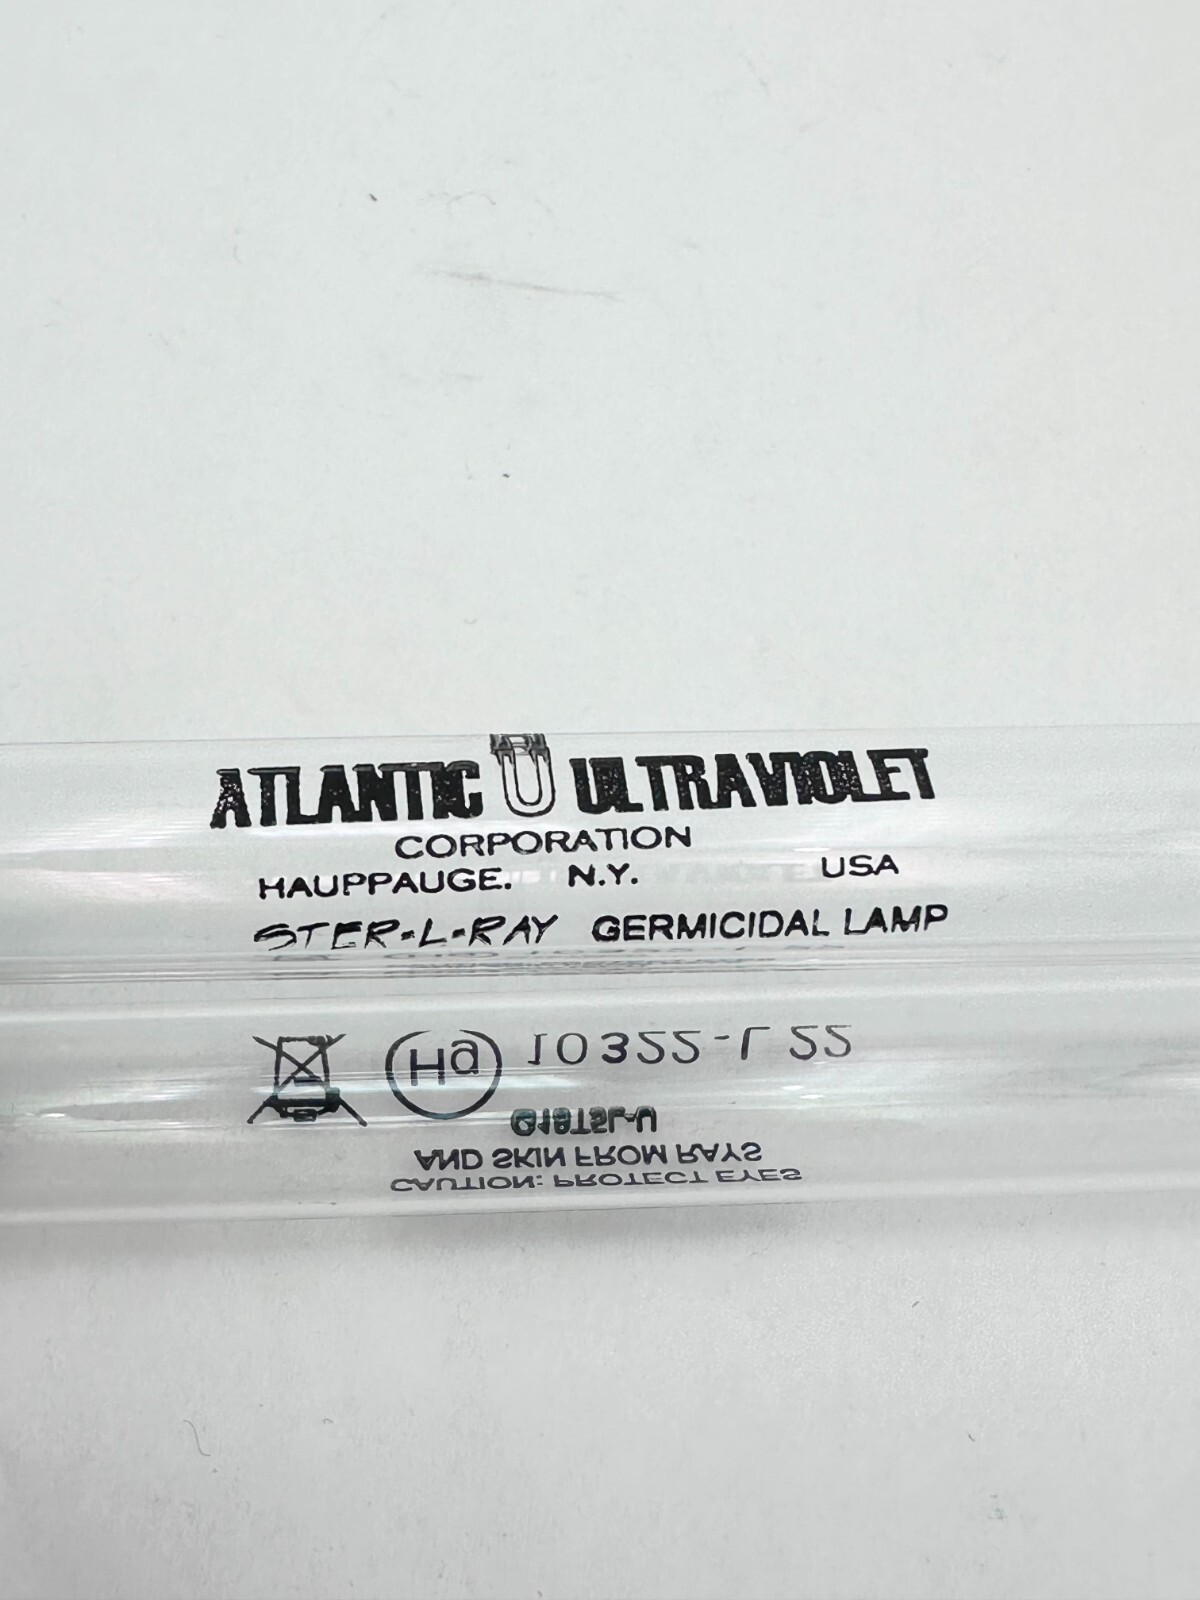 ATLANTIC U ULTRAVIOLET
CORPORATION
HAUPPAUGE. N.Y. USA
STER-L-RAY GERMICIDAL LAMP
CAUTION: PROTECT EYES
AND SKIN FROM RAYS
G18T5L-U
Hg 10322-L 22